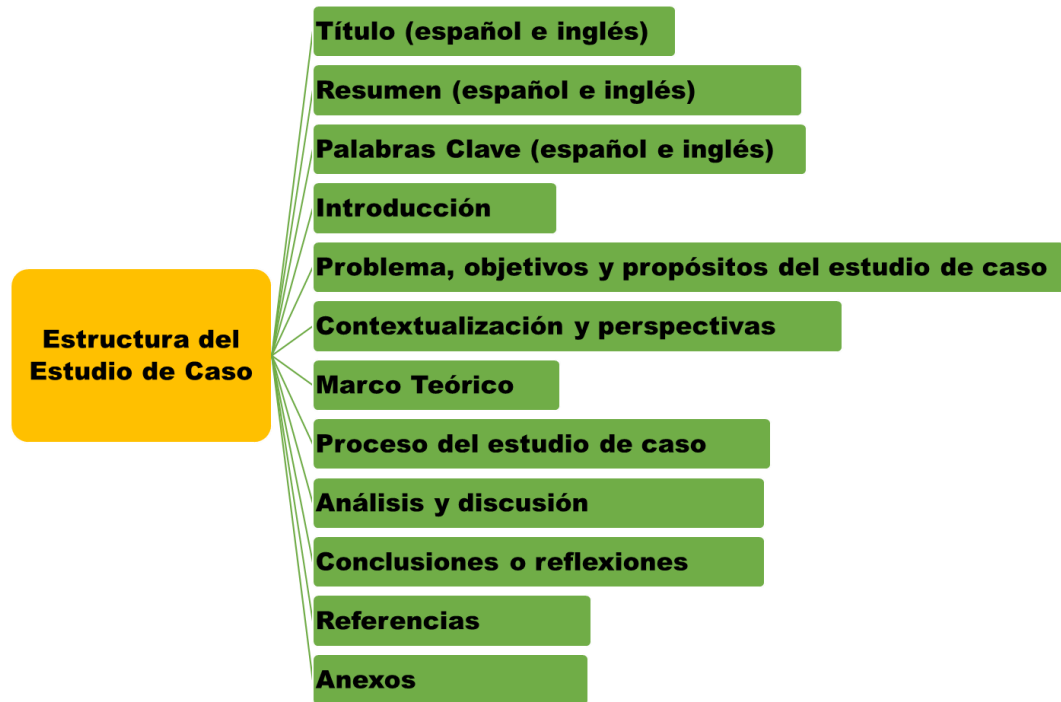 Título (español e inglés)
Resumen (español e inglés)
Palabras Clave (español e inglés)
Introducción
Problema, objetivos y propósitos del estudio de caso
Estructura del
Estudio de Caso
Contextualización y perspectivas
Marco Teórico
Proceso del estudio de caso
Análisis y discusión
Conclusiones o reflexiones
Referencias
Anexos